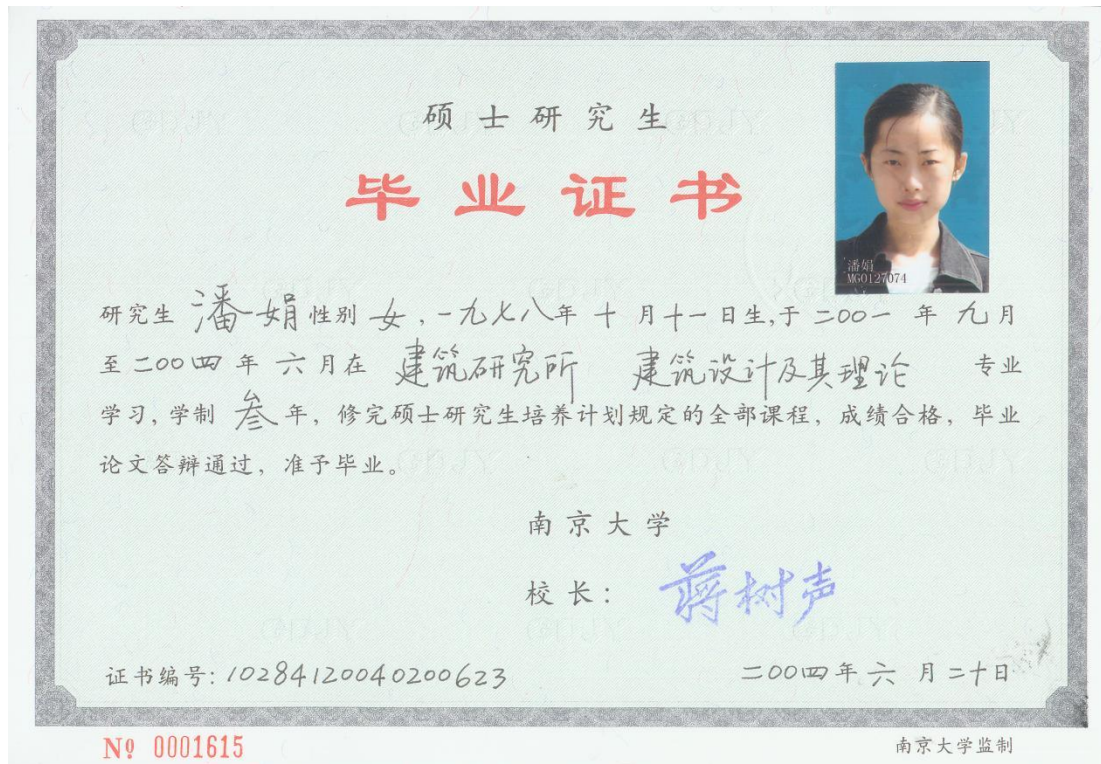 硕士研究生
毕业证书
潘娟
MG0127074
研究生 潘娟 性别 女，一九七八年 十 月十一 日生,于 二00一 年 九月
至二00四 年 六 月在 建筑研究所 建筑设计及其理论 专业
学习, 学制 叁 年，修完硕士研究生培养计划规定的全部课程，成绩合格，毕业
论文答辩通过，准予毕业。
南京大学
校长： 蒋树声
证书编号: 10284120040200623
二00四年 六 月二十日
№ 0001615
南京大学监制